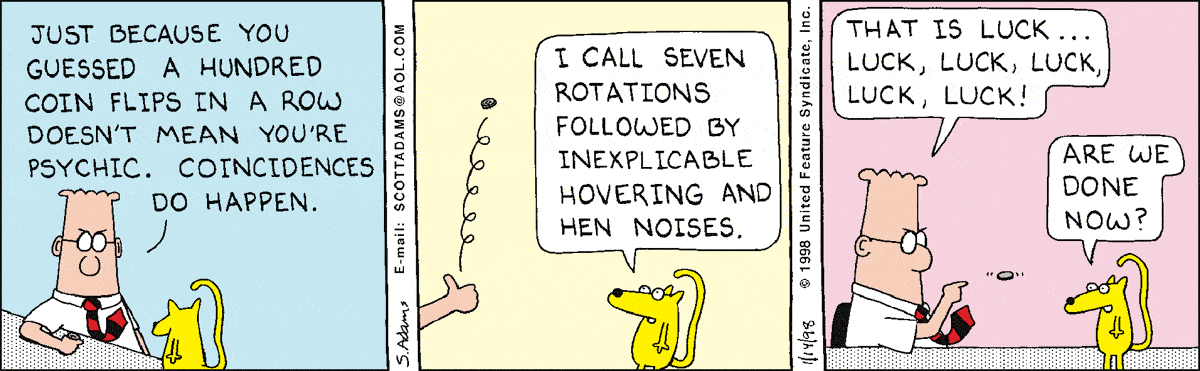 JUST BECAUSE YOU
GUESSED A HUNDRED
COIN FLIPS IN A ROW
DOESN'T MEAN YOU'RE
PSYCHIC. COINCIDENCES
DO HAPPEN.
E-mail: SCOTTADAMS@AOL.COM
S.Adams
I CALL SEVEN
ROTATIONS
FOLLOWED BY
INEXPLICABLE
HOVERING AND
HEN NOISES.
© 1998 United Feature Syndicate, Inc.
1/14/98
THAT IS LUCK...
LUCK, LUCK, LUCK,
LUCK, LUCK!
ARE WE
DONE
NOW?